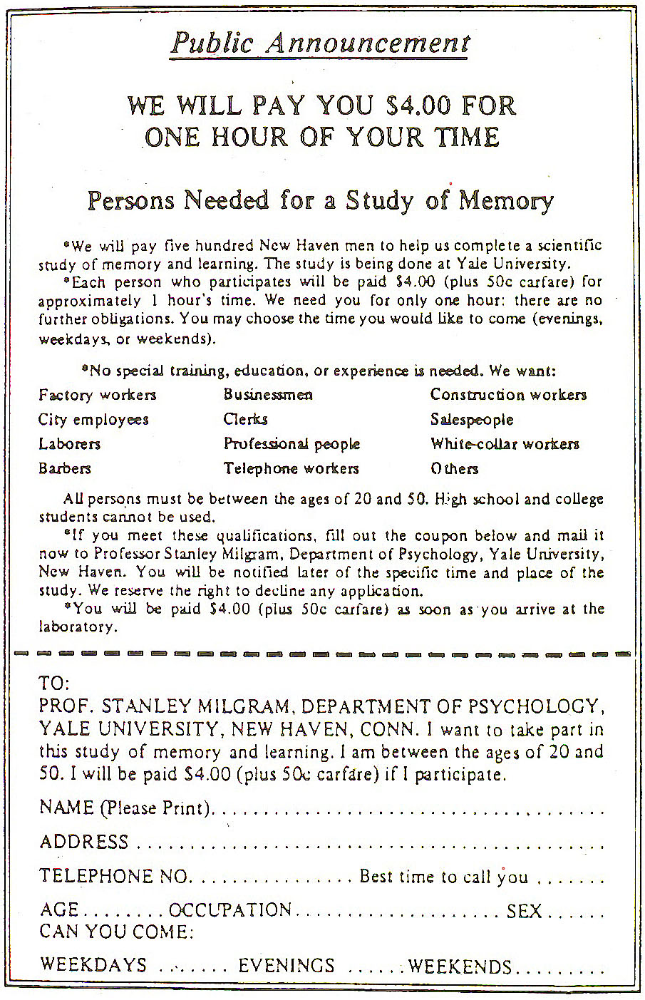 Public Announcement
WE WILL PAY YOU $4.00 FOR
ONE HOUR OF YOUR TIME
Persons Needed for a Study of Memory
*We will pay five hundred New Haven men to help us complete a scientific
study of memory and learning. The study is being done at Yale University.
*Each person who participates will be paid $4.00 (plus 50c carfare) for
approximately 1 hour's time. We need you for only one hour: there are no
further obligations. You may choose the time you would like to come (evenings,
weekdays, or weekends).
*No special training, education, or experience is needed. We want:
Factory workers Businessmen Construction workers
City employees Clerks Salespeople
Laborers Professional people White-collar workers
Barbers Telephone workers Others
All persons must be between the ages of 20 and 50. High school and college
students cannot be used.
*If you meet these qualifications, fill out the coupon below and mail it
now to Professor Stanley Milgram, Department of Psychology, Yale University,
New Haven. You will be notified later of the specific time and place of the
study. We reserve the right to decline any application.
*You will be paid $4.00 (plus 50c carfare) as soon as you arrive at the
laboratory.
TO:
PROF. STANLEY MILGRAM, DEPARTMENT OF PSYCHOLOGY,
YALE UNIVERSITY, NEW HAVEN, CONN. I want to take part in
this study of memory and learning. I am between the ages of 20 and
50. I will be paid $4.00 (plus 50c carfare) if I participate.
NAME (Please Print). . . . . . . . . . . . . . . . . . . . . . . . . . . . . . . . . . . . . .
ADDRESS . . . . . . . . . . . . . . . . . . . . . . . . . . . . . . . . . . . . . . . . . . . . .
TELEPHONE NO. . . . . . . . . . . . . . . . . Best time to call you . . . . . . .
AGE . . . . . . . . OCCUPATION . . . . . . . . . . . . . . . . . . . . SEX . . . . . .
CAN YOU COME:
WEEKDAYS . . . . . . . EVENINGS . . . . . . WEEKENDS . . . . . . . . .